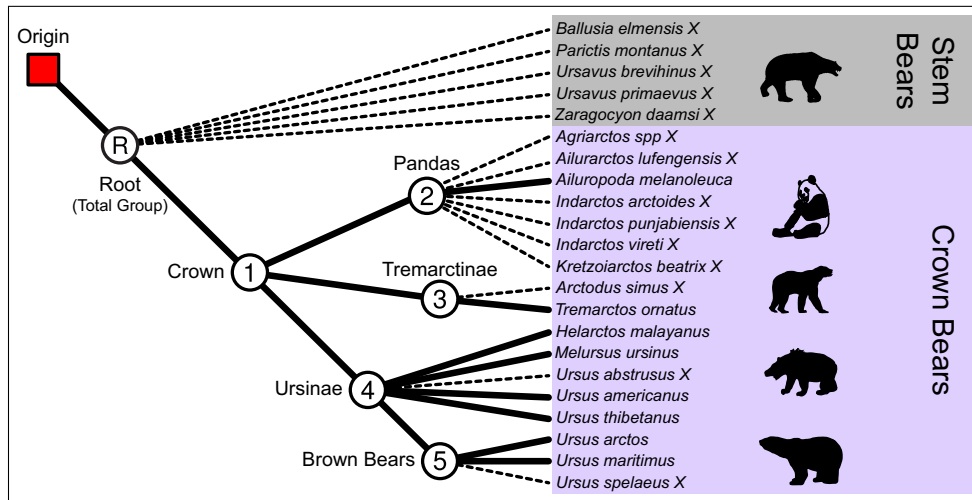 Origin
R
Root
(Total Group)
Crown
1
Pandas
2
Tremarctinae
3
Ursinae
4
Brown Bears
5
Ballusia elmensis X
Parictis montanus X
Ursavus brevihinus X
Ursavus primaevus X
Zaragocyon daamsi X
Agriarctos spp X
Ailurarctos lufengensis X
Ailuropoda melanoleuca
Indarctos arctoides X
Indarctos punjabiensis X
Indarctos vireti X
Kretzoiarctos beatrix X
Arctodus simus X
Tremarctos ornatus
Helarctos malayanus
Melursus ursinus
Ursus abstrusus X
Ursus americanus
Ursus thibetanus
Ursus arctos
Ursus maritimus
Ursus spelaeus X
Stem
Bears
Crown Bears